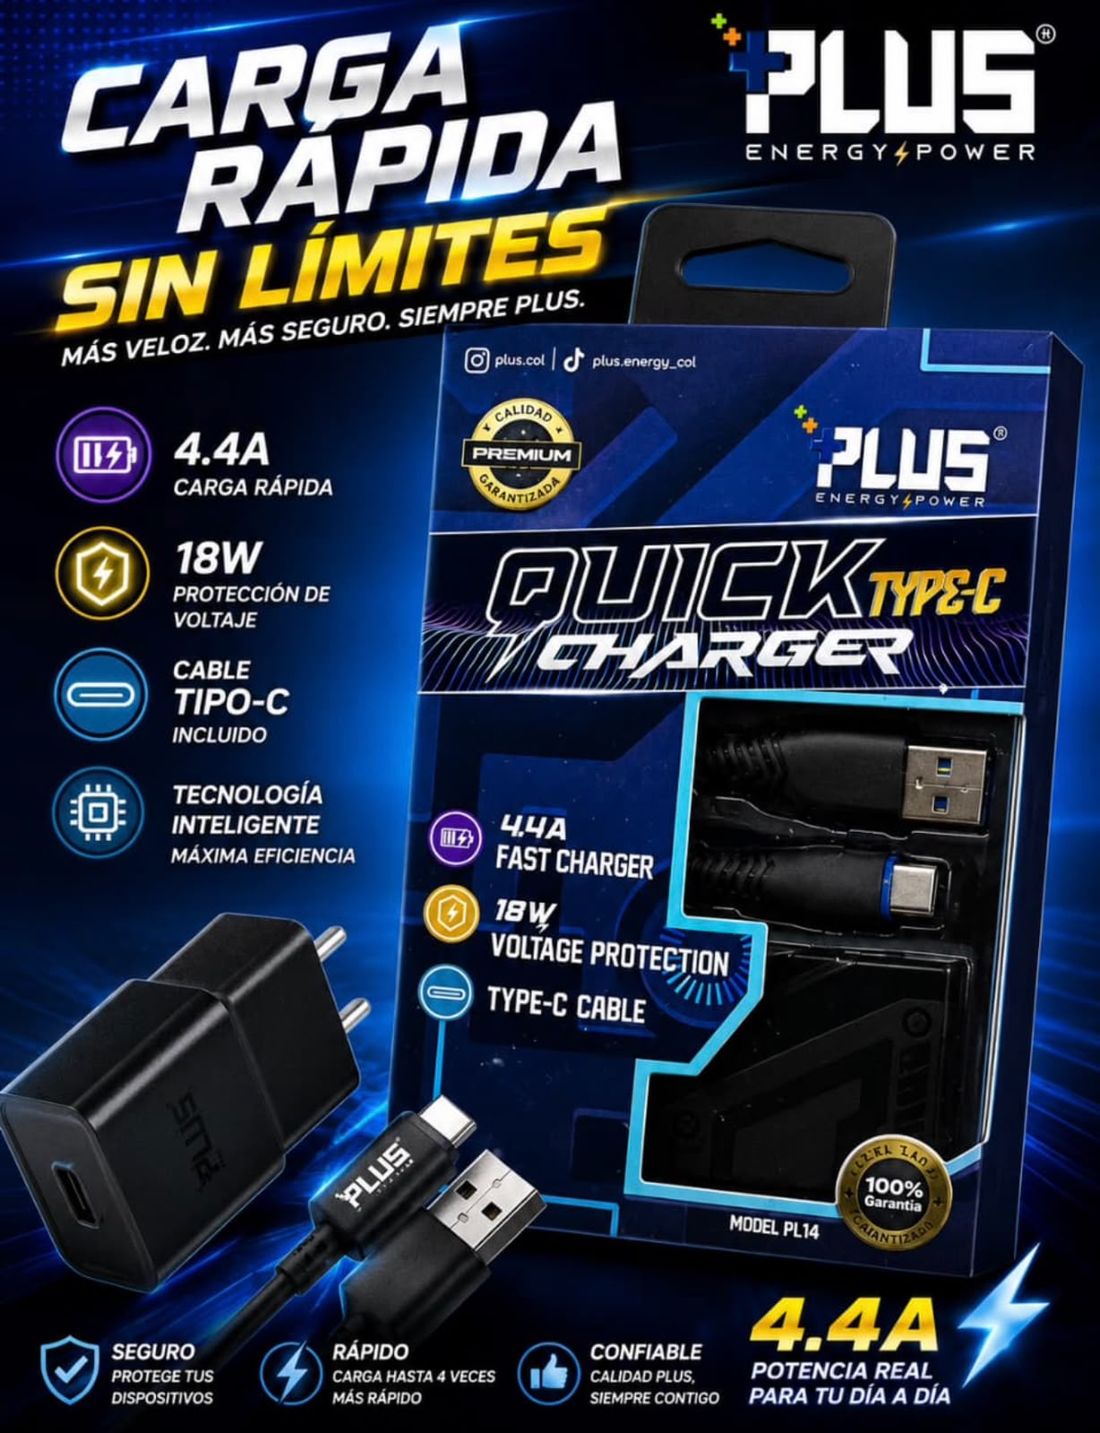 CARGA
RÁPIDA
SIN LÍMITES
MÁS VELOZ. MÁS SEGURO. SIEMPRE PLUS.
PLUS®
ENERGY POWER
4.4A
CARGA RÁPIDA
18W
PROTECCIÓN DE
VOLTAJE
CABLE
TIPO-C
INCLUIDO
TECNOLOGÍA
INTELIGENTE
MÁXIMA EFICIENCIA
plus.col | plus.energy_col
CALIDAD
PREMIUM
GARANTIZADA
PLUS®
ENERGY POWER
QUICK
TYPE-C
CHARGER
4.4A
FAST CHARGER
18W
VOLTAGE PROTECTION
TYPE-C CABLE
100%
Garantia
MODEL PL14
PLUS
PLUS
SEGURO
PROTEGE TUS
DISPOSITIVOS
RÁPIDO
CARGA HASTA 4 VECES
MÁS RÁPIDO
CONFIABLE
CALIDAD PLUS,
SIEMPRE CONTIGO
4.4A
POTENCIA REAL
PARA TU DÍA A DÍA